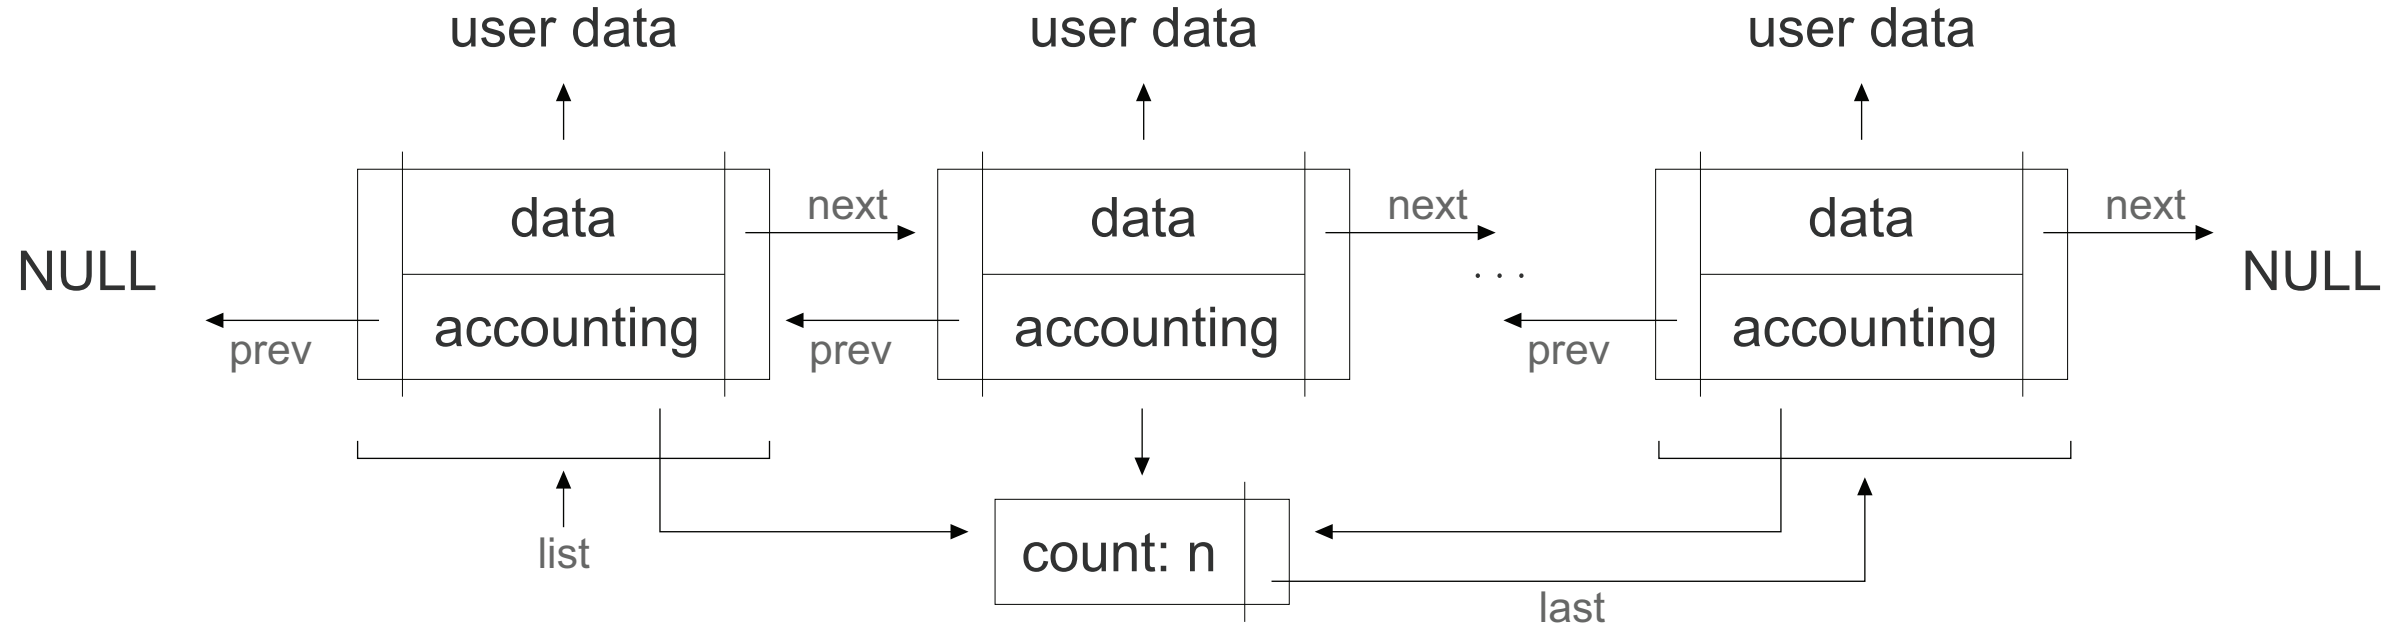 user data user data user data
data next data next data next
NULL . . . NULL
accounting accounting accounting
prev prev prev
list count: n
last